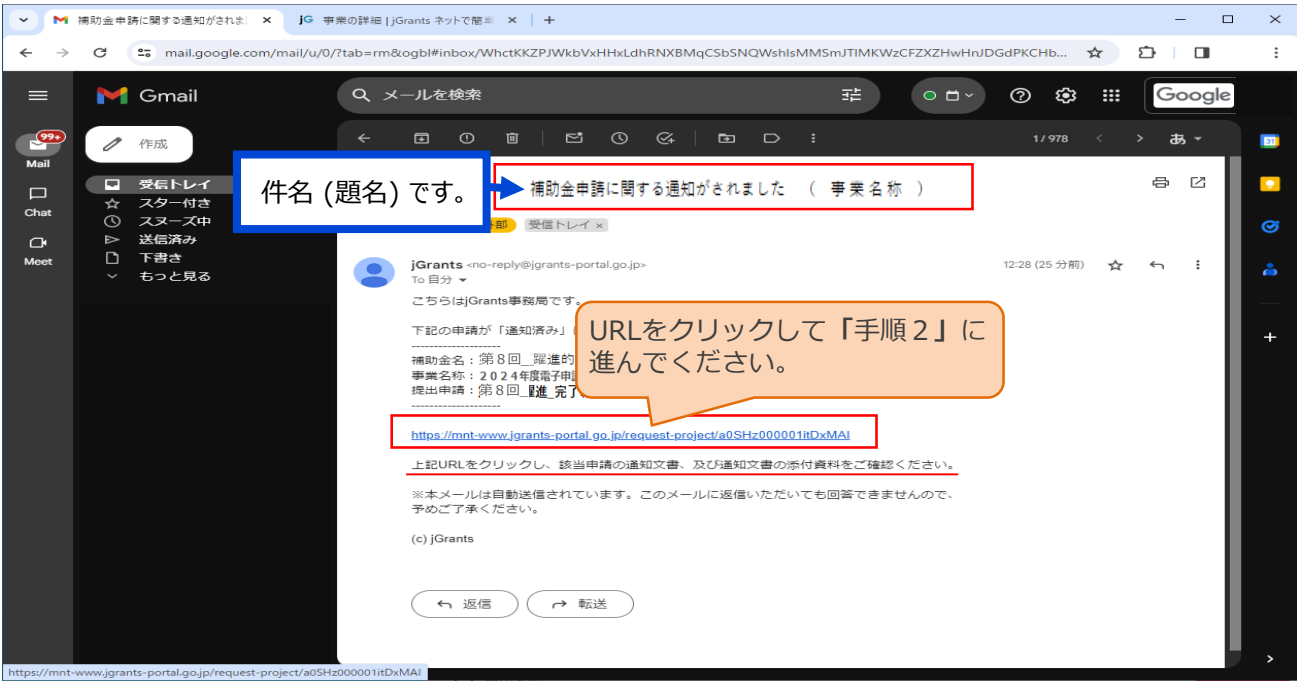 補助金申請に関する通知がされまし
jG 事業の詳細 | jGrants ネットで簡単
mail.google.com/mail/u/0/?tab=rm&ogbl#inbox/WhctKKZPJWkbVxHHxLdhRNXBMqCSbSNQWshlsMMSmJTlMKWzCFZXZHwHnJDGdPKCHb...
Gmail
メールを検索
Google
99+
Mail
Chat
Meet
作成
受信トレイ
スター付き
スヌーズ中
送信済み
下書き
もっと見る
1/978
あ
31
件名 (題名) です。
補助金申請に関する通知がされました ( 事業名称 )
部
受信トレイ ×
jGrants <no-reply@jgrants-portal.go.jp>
12:28 (25 分前)
To 自分
こちらはjGrants事務局です。
下記の申請が「通知済み」
--------------------
補助金名：第8回__躍進的
事業名称：2024年度電子申
提出申請：第8回_躍進_完了
--------------------
URLをクリックして「手順２」に
進んでください。
https://mnt-www.jgrants-portal.go.jp/request-project/a0SHz000001itDxMAI
上記URLをクリックし、該当申請の通知文書、及び通知文書の添付資料をご確認ください。
※本メールは自動送信されています。このメールに返信いただいても回答できませんので、
予めご了承ください。
(c) jGrants
返信
転送
https://mnt-www.jgrants-portal.go.jp/request-project/a0SHz000001itDxMAI